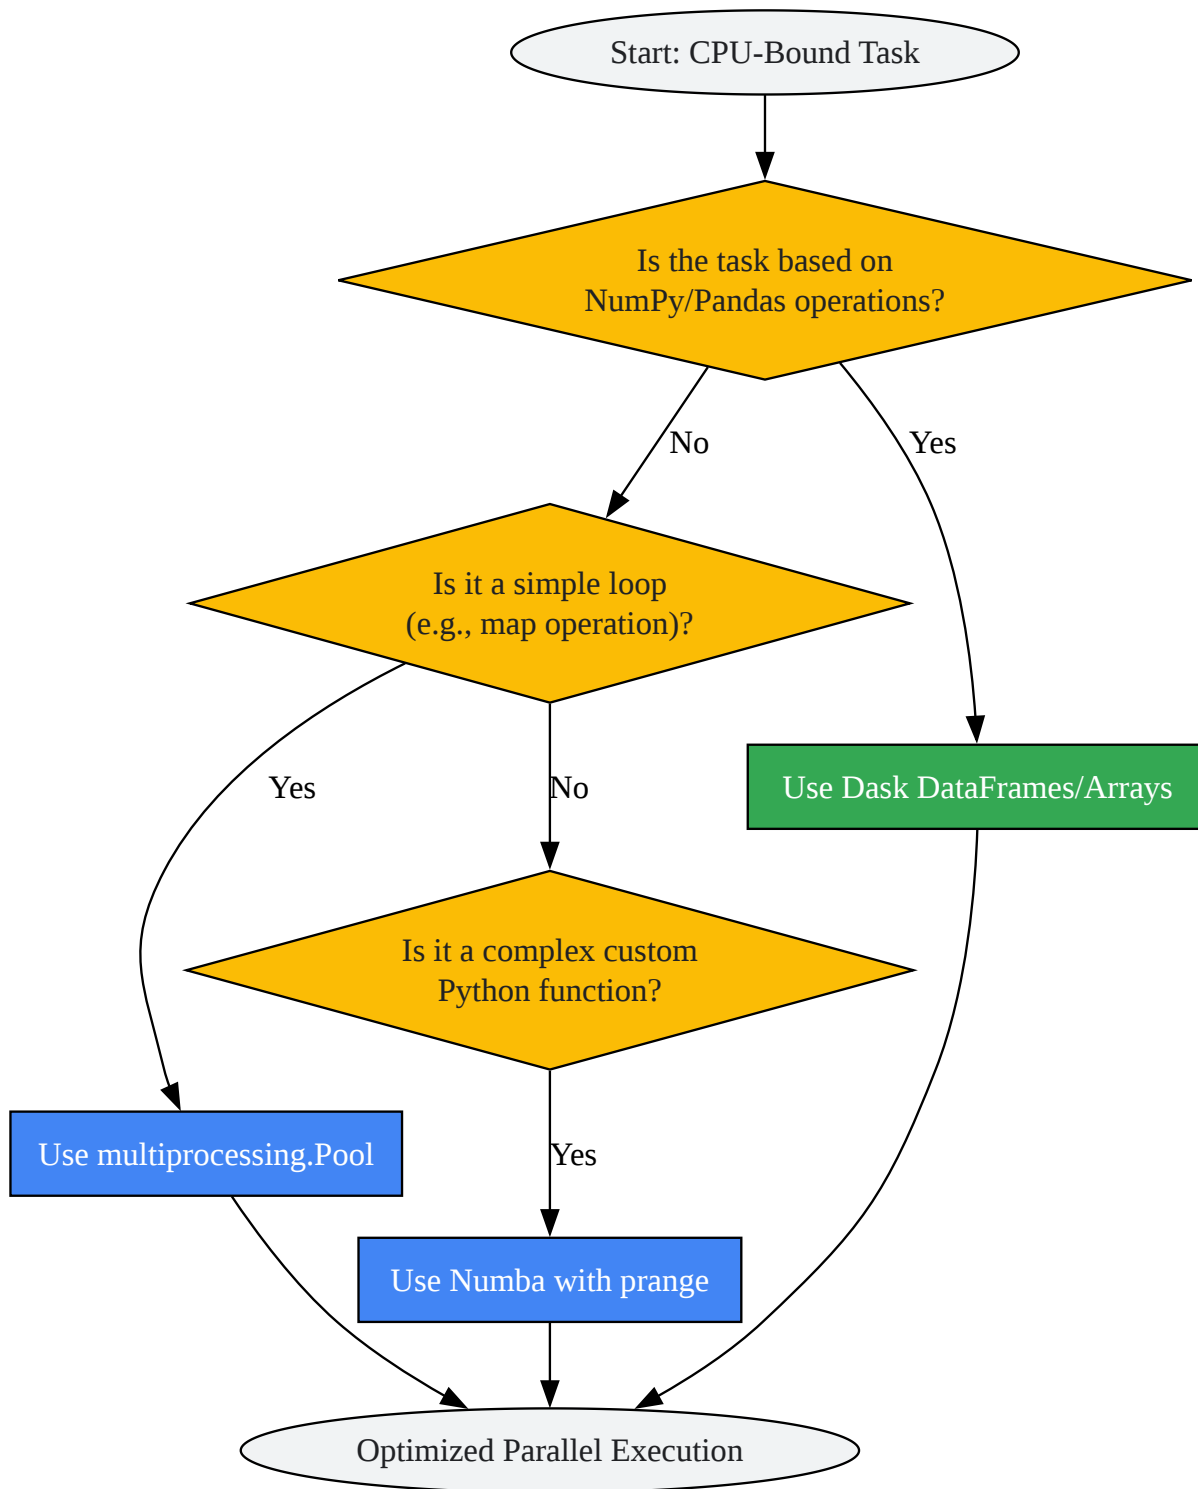 Start: CPU-Bound Task
Is the task based on
NumPy/Pandas operations?
No
Yes
Is it a simple loop
(e.g., map operation)?
Yes
No
Use Dask DataFrames/Arrays
Is it a complex custom
Python function?
Use multiprocessing.Pool
Yes
Use Numba with prange
Optimized Parallel Execution